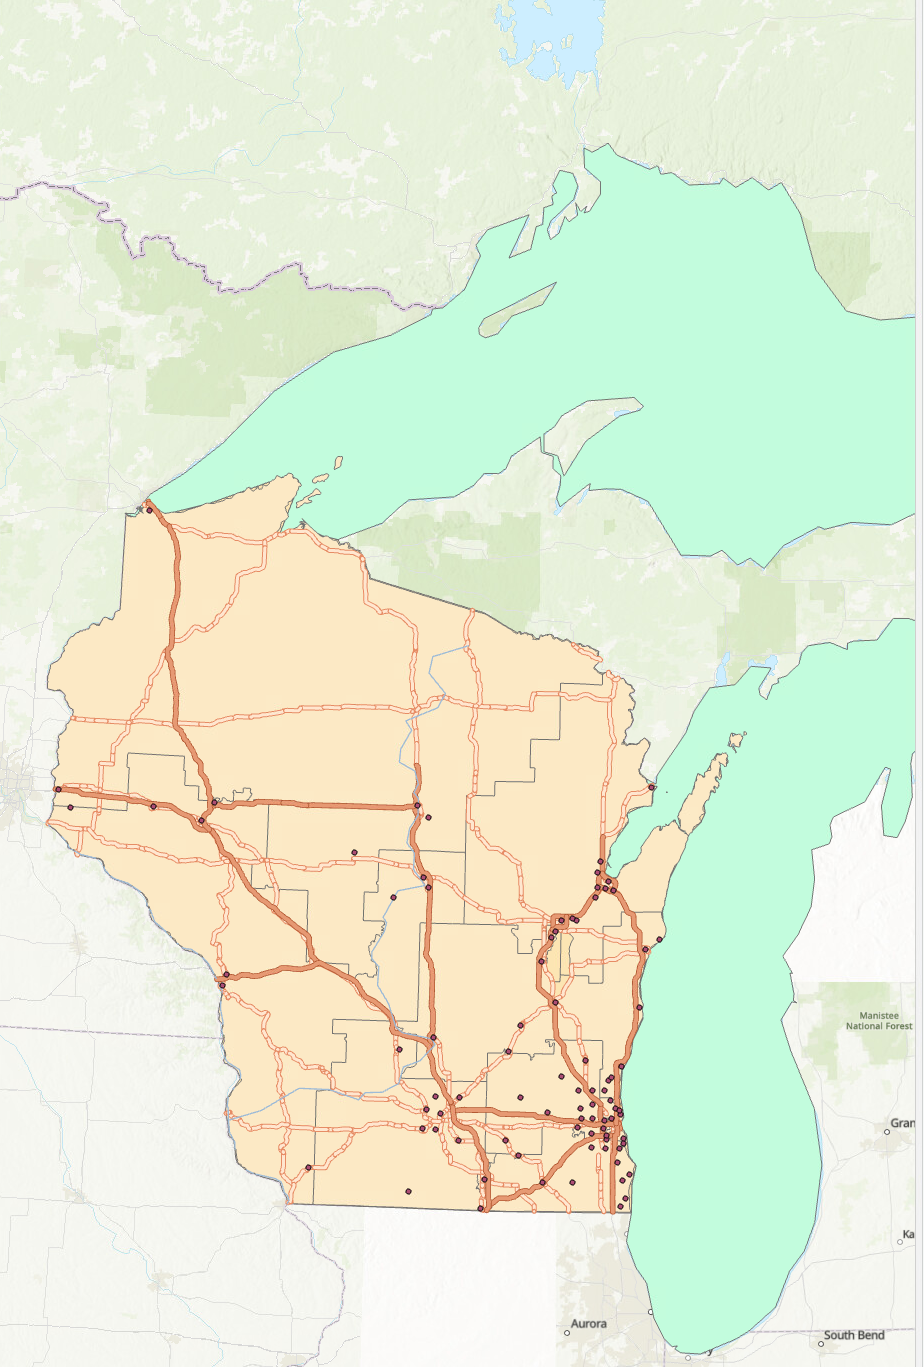 Manistee
National Forest
Gran
Ka
Aurora
South Bend
y